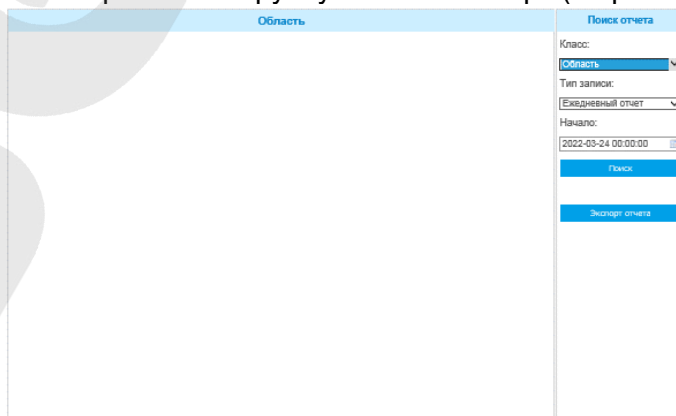 Область
Поиск отчета
Класс:
Область
Тип записи:
Ежедневный отчет
Начало:
2022-03-24 00:00:00
Поиск
Экспорт отчета